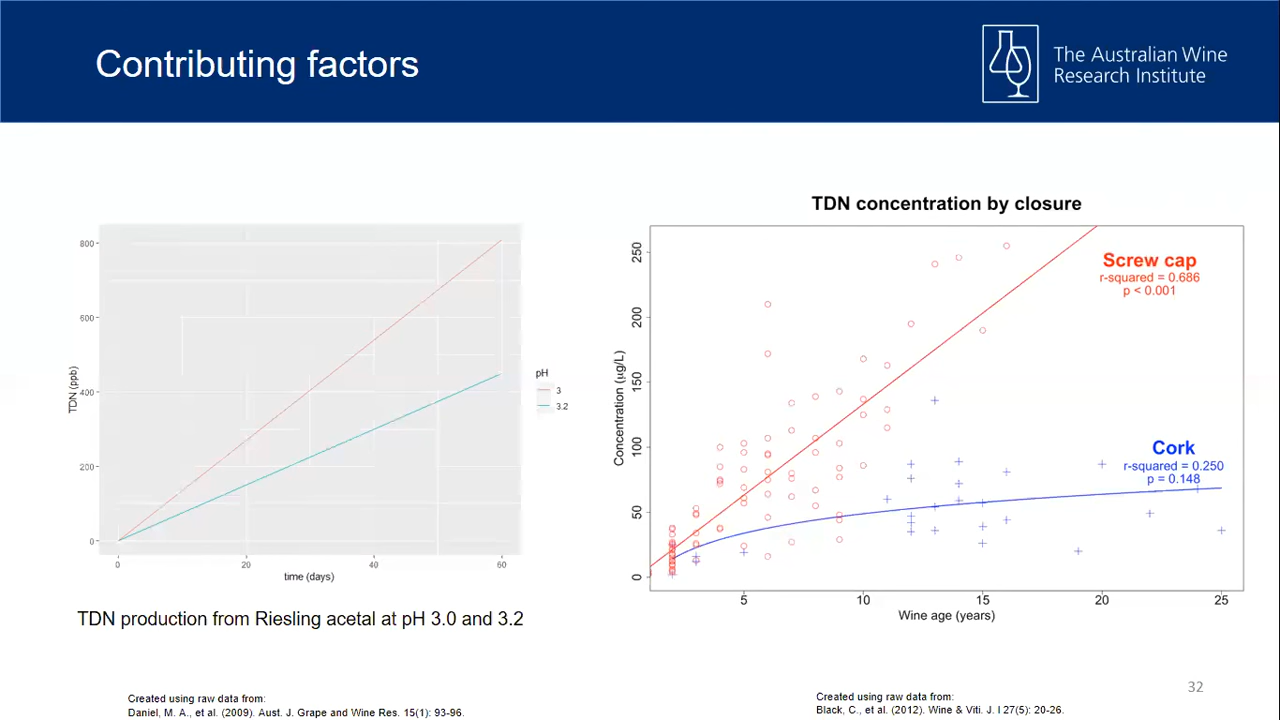 Contributing factors
The Australian Wine
Research Institute
TDN (ppb)
800
600
400
200
0
0
20
40
60
time (days)
pH
3
3.2
TDN production from Riesling acetal at pH 3.0 and 3.2
TDN concentration by closure
Concentration (µg/L)
250
200
150
100
50
0
5
10
15
20
25
Wine age (years)
Screw cap
r-squared = 0.686
p < 0.001
Cork
r-squared = 0.250
p = 0.148
Created using raw data from:
Daniel, M. A., et al. (2009). Aust. J. Grape and Wine Res. 15(1): 93-96.
Created using raw data from:
Black, C., et al. (2012). Wine & Viti. J. I 27(5): 20-26.
32